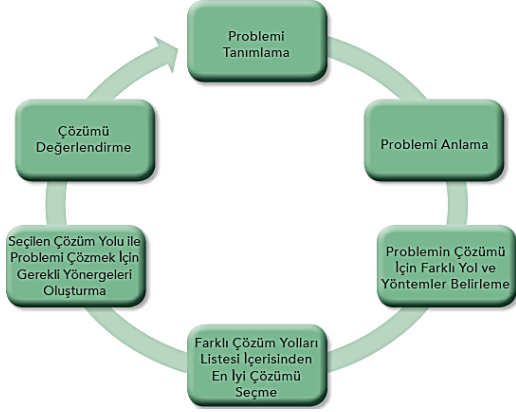 Problemi
Tanımlama
Problemi Anlama
Problemin Çözümü
İçin Farklı Yol ve
Yöntemler Belirleme
Farklı Çözüm Yolları
Listesi İçerisinden
En İyi Çözümü
Seçme
Seçilen Çözüm Yolu ile
Problemi Çözmek İçin
Gerekli Yönergeleri
Oluşturma
Çözümü
Değerlendirme